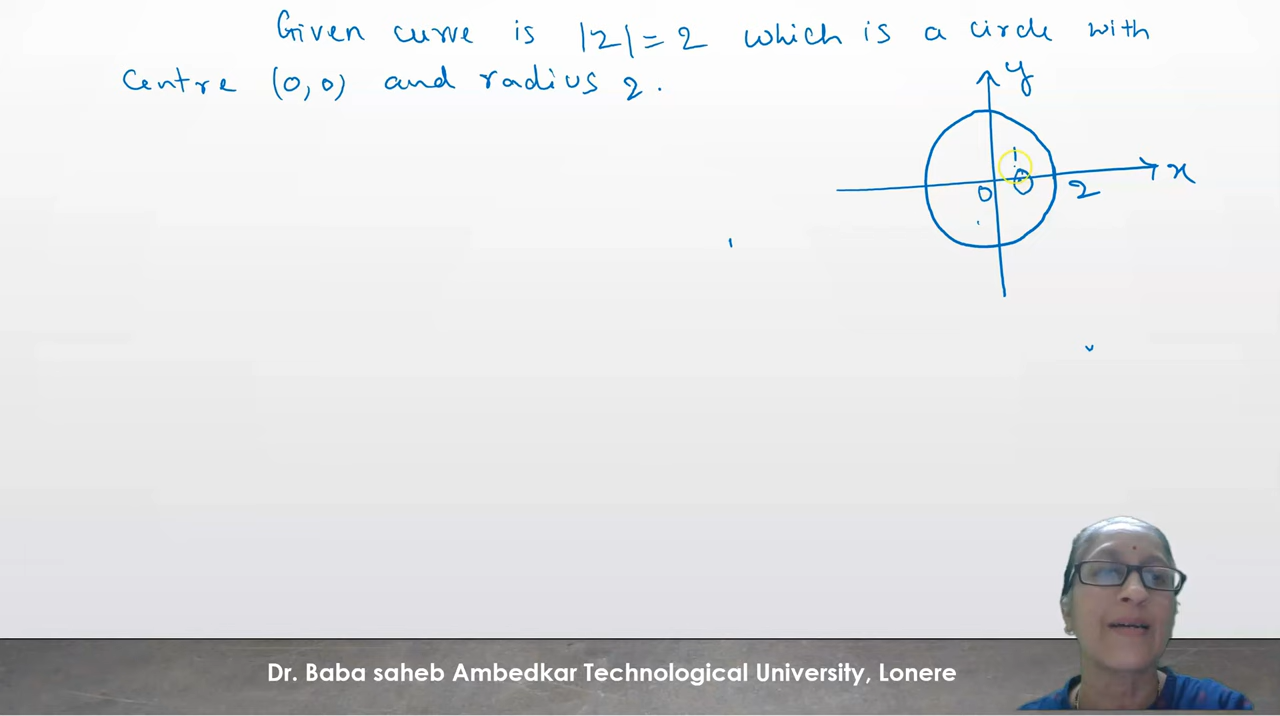 Given curve is |z| = 2 which is a circle with
Centre (0,0) and radius 2.
y
1
0
2
x
Dr. Baba saheb Ambedkar Technological University, Lonere